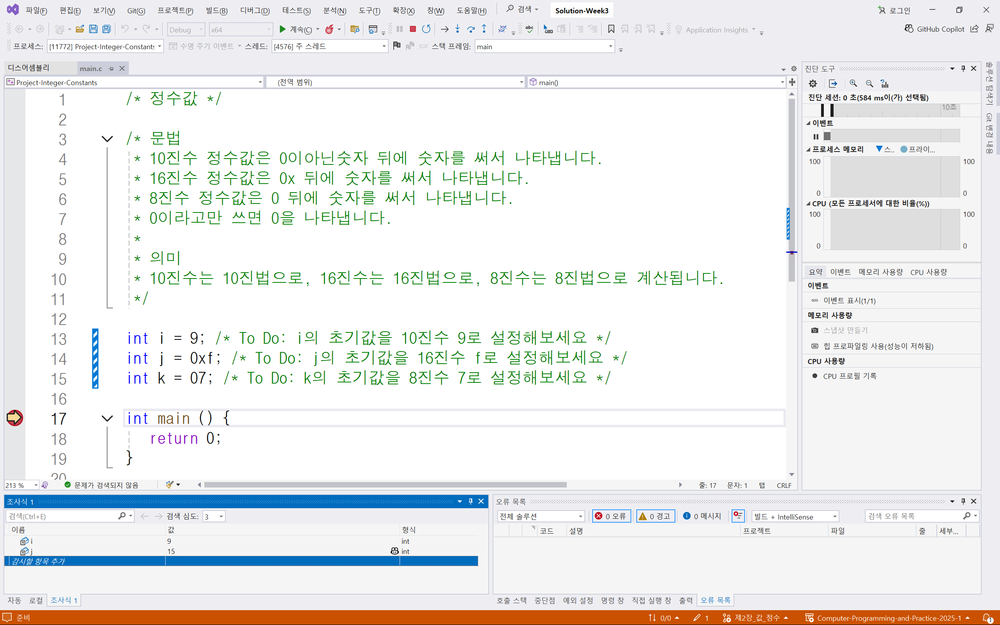 파일(F) 편집(E) 보기(V) Git(G) 프로젝트(P) 빌드(B) 디버그(D) 테스트(S) 분석(N) 도구(T) 확장(X) 창(W) 도움말(H) 검색 Solution-Week3 로그인
Debug x64 계속(C) Application Insights GitHub Copilot
프로세스: [11772] Project-Integer-Constants 수명 주기 이벤트 스레드: [4576] 주 스레드 스택 프레임: main
디스어셈블리 main.c
Project-Integer-Constants (전역 범위) main()
1 /* 정수값 */
2
3 /* 문법
4 * 10진수 정수값은 0이아닌숫자 뒤에 숫자를 써서 나타냅니다.
5 * 16진수 정수값은 0x 뒤에 숫자를 써서 나타냅니다.
6 * 8진수 정수값은 0 뒤에 숫자를 써서 나타냅니다.
7 * 0이라고만 쓰면 0을 나타냅니다.
8 *
9 * 의미
10 * 10진수는 10진법으로, 16진수는 16진법으로, 8진수는 8진법으로 계산됩니다.
11 */
12
13 int i = 9; /* To Do: i의 초기값을 10진수 9로 설정해보세요 */
14 int j = 0xf; /* To Do: j의 초기값을 16진수 f로 설정해보세요 */
15 int k = 07; /* To Do: k의 초기값을 8진수 7로 설정해보세요 */
16
17 int main () {
18 return 0;
19 }
20
213 % 문제가 검색되지 않음 줄: 17 문자: 1 탭 CRLF
진단 도구
진단 세션: 0 초(584 ms이(가) 선택됨)
10초
이벤트
프로세스 메모리 스.. 프라이...
100 100
0 0
CPU (모든 프로세서에 대한 비율(%))
100 100
0 0
요약 이벤트 메모리 사용량 CPU 사용량
이벤트
이벤트 표시(1/1)
메모리 사용량
스냅샷 만들기
힙 프로파일링 사용(성능이 저하됨)
CPU 사용량
CPU 프로필 기록
솔루션 탐색기
Git 변경 내용
조사식 1
검색(Ctrl+E) 검색 심도: 3
이름 값 형식
i 9 int
j 15 int
감시할 항목 추가
자동 로컬 조사식 1
오류 목록
전체 솔루션 0 오류 0 경고 0 메시지 빌드 + IntelliSense 검색 오류 목록
코드 설명 프로젝트 파일 줄 세부...
호출 스택 중단점 예외 설정 명령 창 직접 실행 창 출력 오류 목록
준비 0/0 1 제2장_값_정수 Computer-Programming-and-Practice-2025-1 1